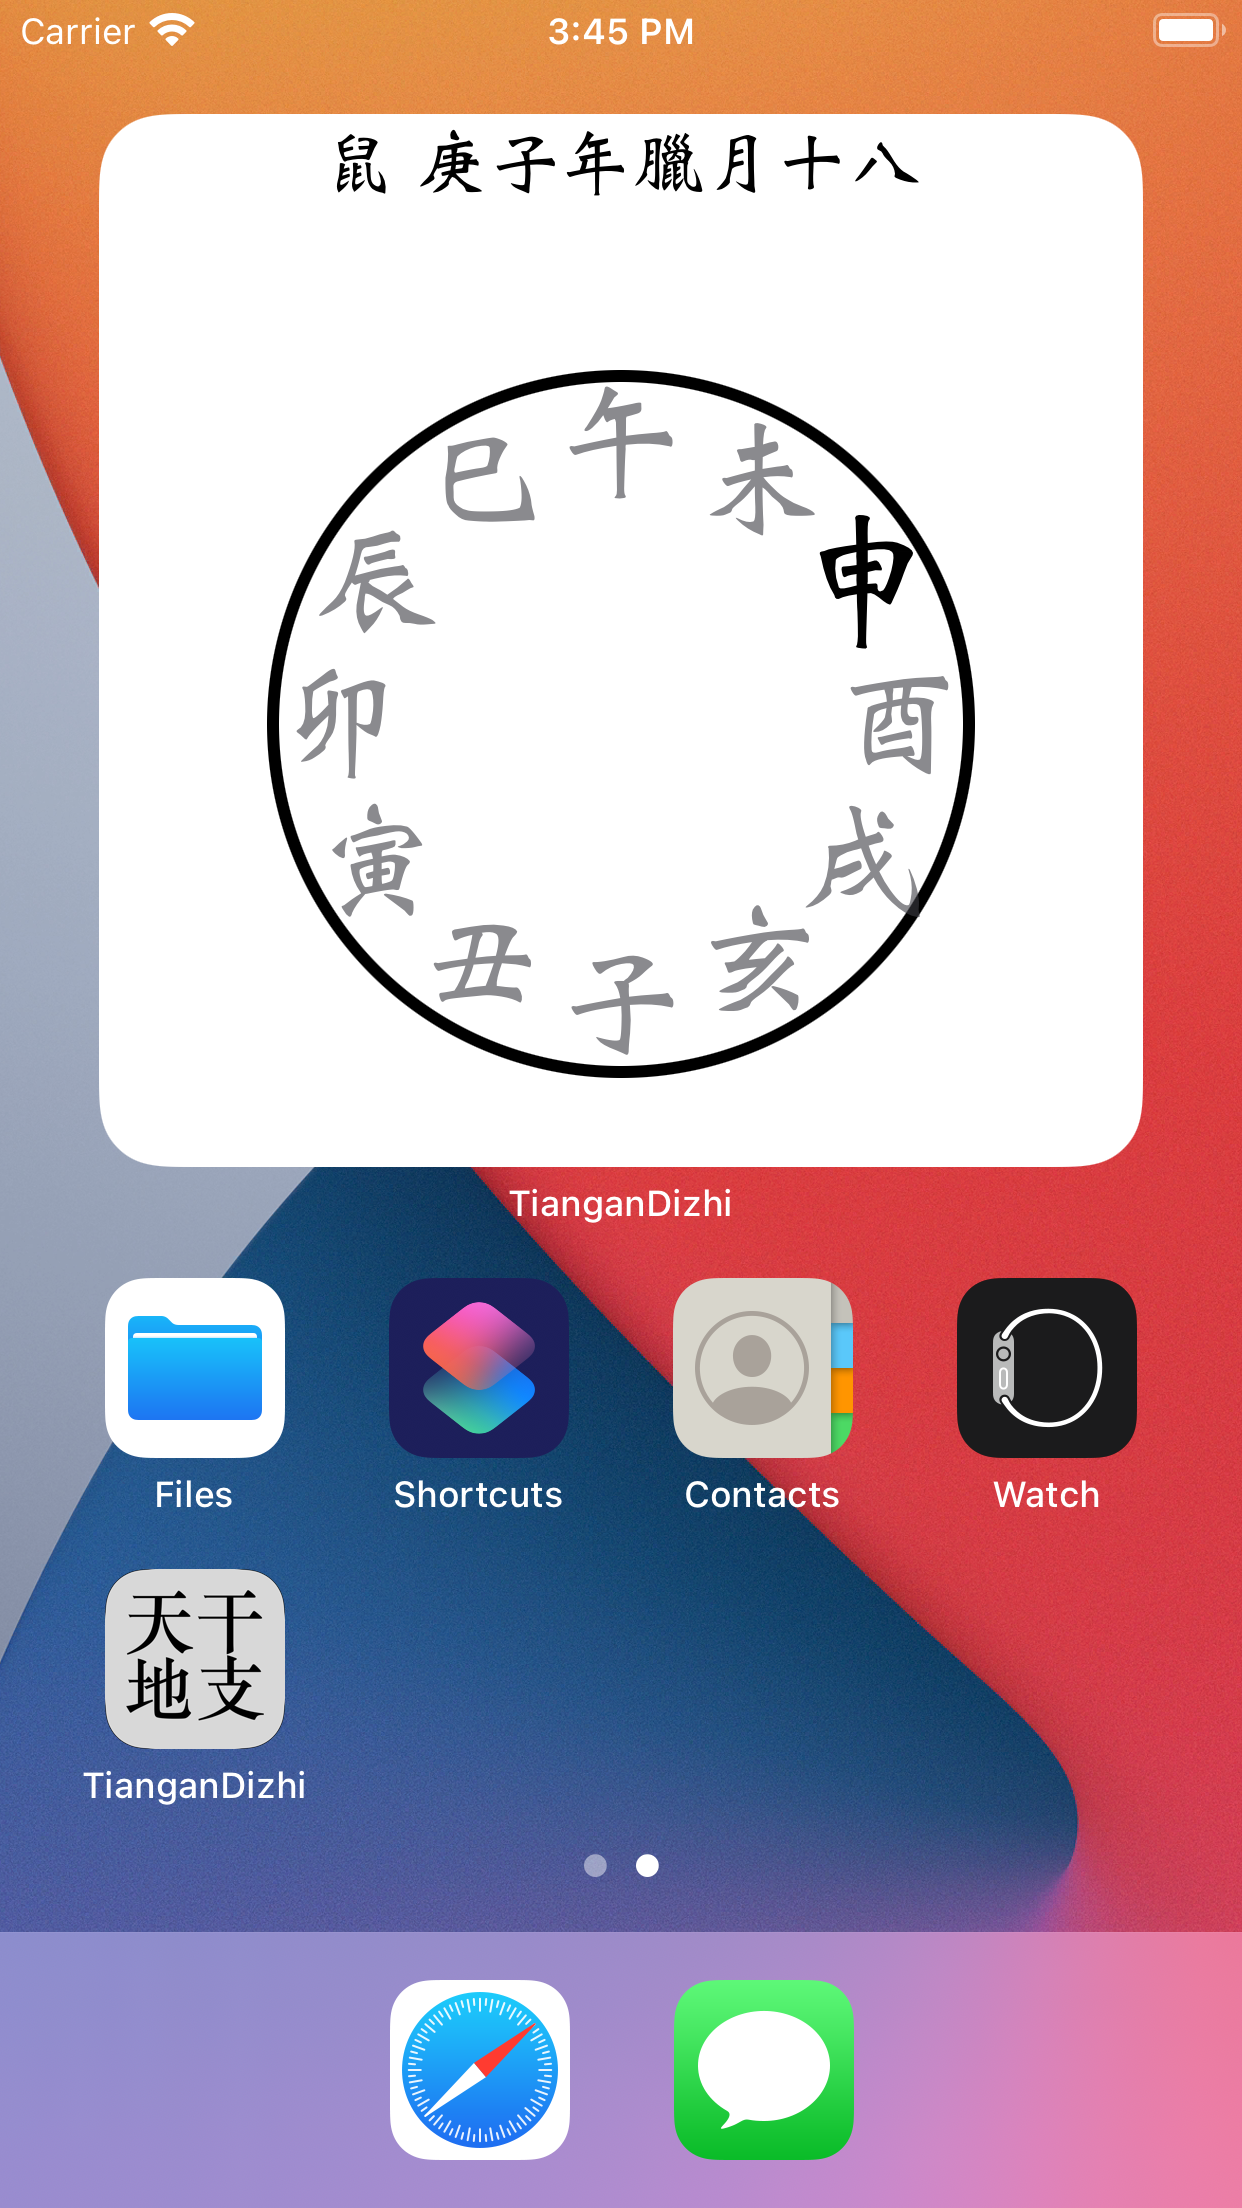 Carrier 3:45 PM
鼠 庚子年臘月十八
午
未
申
酉
戌
亥
子
丑
寅
卯
辰
巳
TianganDizhi
Files Shortcuts Contacts Watch
天干
地支
TianganDizhi